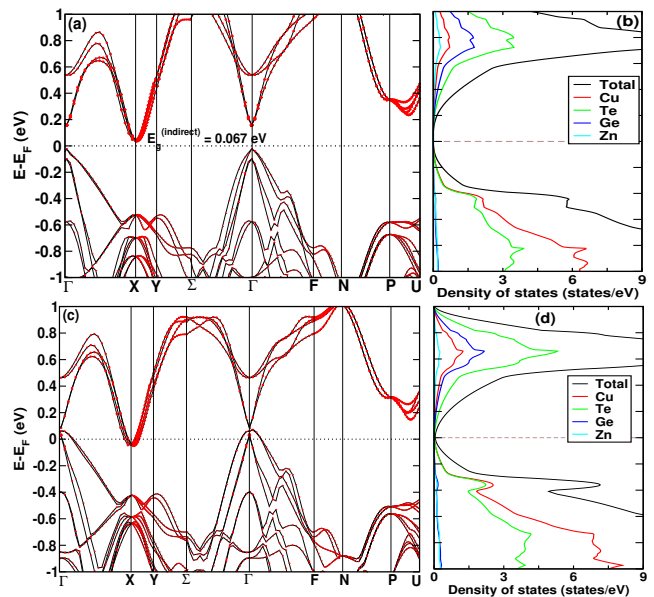 (a)
1
0.8
0.6
0.4
0.2
0
-0.2
-0.4
-0.6
-0.8
-1
E-E_F (eV)
E_g^(indirect) = 0.067 eV
Γ X Y Σ Γ F N P U
(b)
Total
Cu
Te
Ge
Zn
0 3 6 9
Density of states (states/eV)
(c)
1
0.8
0.6
0.4
0.2
0
-0.2
-0.4
-0.6
-0.8
-1
E-E_F (eV)
Γ X Y Σ Γ F N P U
(d)
Total
Cu
Te
Ge
Zn
0 3 6 9
Density of states (states/eV)